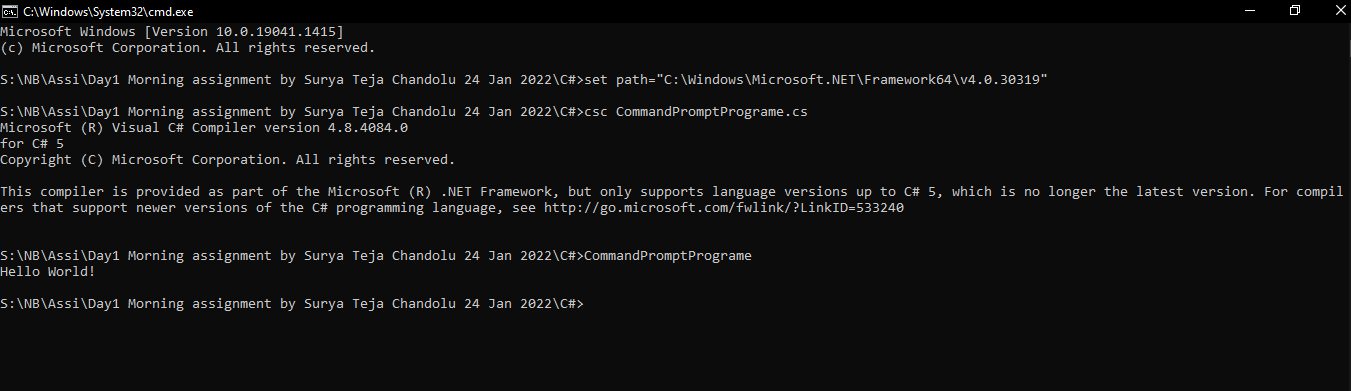 C:\Windows\System32\cmd.exe
Microsoft Windows [Version 10.0.19041.1415]
(c) Microsoft Corporation. All rights reserved.
S:\NB\Assi\Day1 Morning assignment by Surya Teja Chandolu 24 Jan 2022\C#>set path="C:\Windows\Microsoft.NET\Framework64\v4.0.30319"
S:\NB\Assi\Day1 Morning assignment by Surya Teja Chandolu 24 Jan 2022\C#>csc CommandPromptPrograme.cs
Microsoft (R) Visual C# Compiler version 4.8.4084.0
for C# 5
Copyright (C) Microsoft Corporation. All rights reserved.
This compiler is provided as part of the Microsoft (R) .NET Framework, but only supports language versions up to C# 5, which is no longer the latest version. For compil
ers that support newer versions of the C# programming language, see http://go.microsoft.com/fwlink/?LinkID=533240
S:\NB\Assi\Day1 Morning assignment by Surya Teja Chandolu 24 Jan 2022\C#>CommandPromptPrograme
Hello World!
S:\NB\Assi\Day1 Morning assignment by Surya Teja Chandolu 24 Jan 2022\C#>